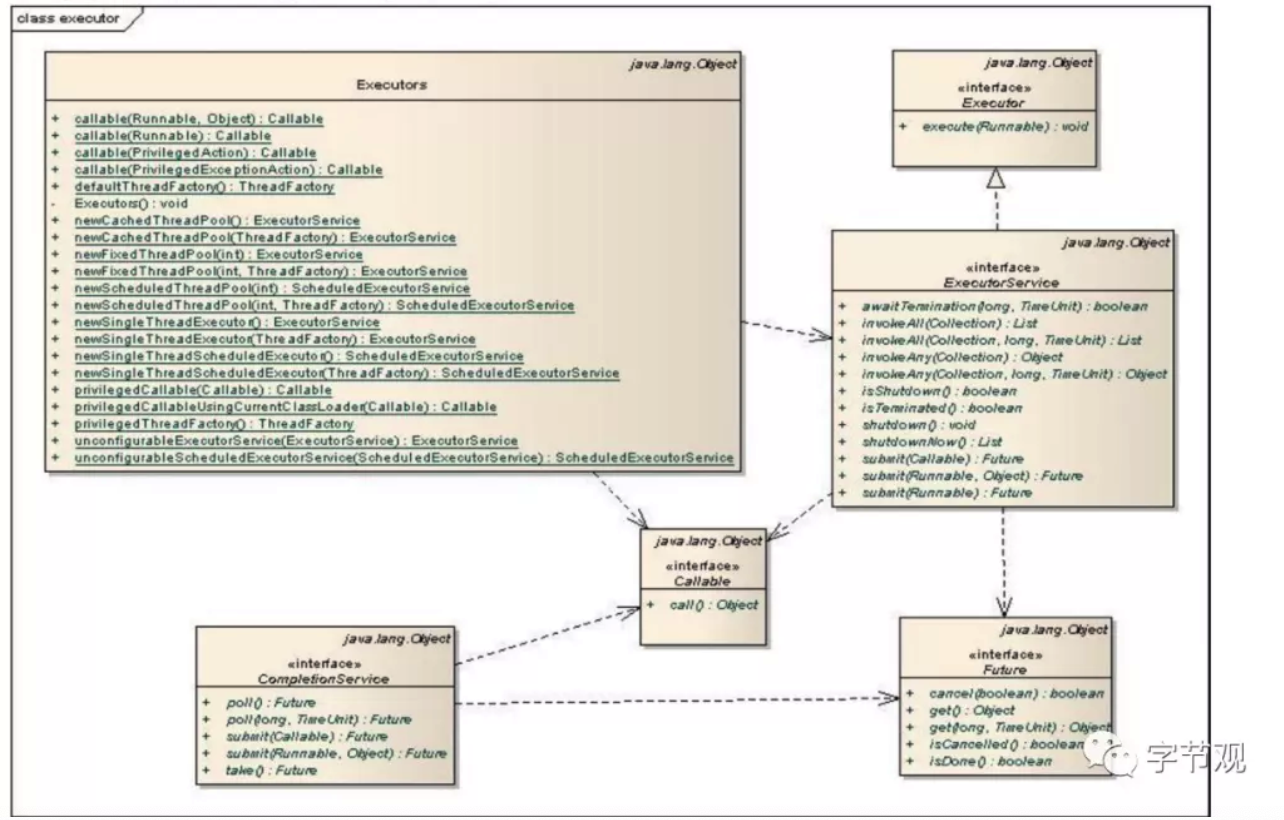 class executor
java.lang.Object
Executors
+ callable(Runnable, Object) : Callable
+ callable(Runnable) : Callable
+ callable(PrivilegedAction) : Callable
+ callable(PrivilegedExceptionAction) : Callable
+ defaultThreadFactory() : ThreadFactory
- Executors() : void
+ newCachedThreadPool() : ExecutorService
+ newCachedThreadPool(ThreadFactory) : ExecutorService
+ newFixedThreadPool(int) : ExecutorService
+ newFixedThreadPool(int, ThreadFactory) : ExecutorService
+ newScheduledThreadPool(int) : ScheduledExecutorService
+ newScheduledThreadPool(int, ThreadFactory) : ScheduledExecutorService
+ newSingleThreadExecutor() : ExecutorService
+ newSingleThreadExecutor(ThreadFactory) : ExecutorService
+ newSingleThreadScheduledExecutor() : ScheduledExecutorService
+ newSingleThreadScheduledExecutor(ThreadFactory) : ScheduledExecutorService
+ privilegedCallable(Callable) : Callable
+ privilegedCallableUsingCurrentClassLoader(Callable) : Callable
+ privilegedThreadFactory() : ThreadFactory
+ unconfigurableExecutorService(ExecutorService) : ExecutorService
+ unconfigurableScheduledExecutorService(ScheduledExecutorService) : ScheduledExecutorService
java.lang.Object
«interface»
Executor
+ execute(Runnable) : void
java.lang.Object
«interface»
ExecutorService
+ awaitTermination(long, TimeUnit) : boolean
+ invokeAll(Collection) : List
+ invokeAll(Collection, long, TimeUnit) : List
+ invokeAny(Collection) : Object
+ invokeAny(Collection, long, TimeUnit) : Object
+ isShutdown() : boolean
+ isTerminated() : boolean
+ shutdown() : void
+ shutdownNow() : List
+ submit(Callable) : Future
+ submit(Runnable, Object) : Future
+ submit(Runnable) : Future
java.lang.Object
«interface»
Callable
+ call() : Object
java.lang.Object
«interface»
CompletionService
+ poll() : Future
+ poll(long, TimeUnit) : Future
+ submit(Callable) : Future
+ submit(Runnable, Object) : Future
+ take() : Future
java.lang.Object
«interface»
Future
+ cancel(boolean) : boolean
+ get() : Object
+ get(long, TimeUnit) : Object
+ isCancelled() : boolean
+ isDone() : boolean
字节观